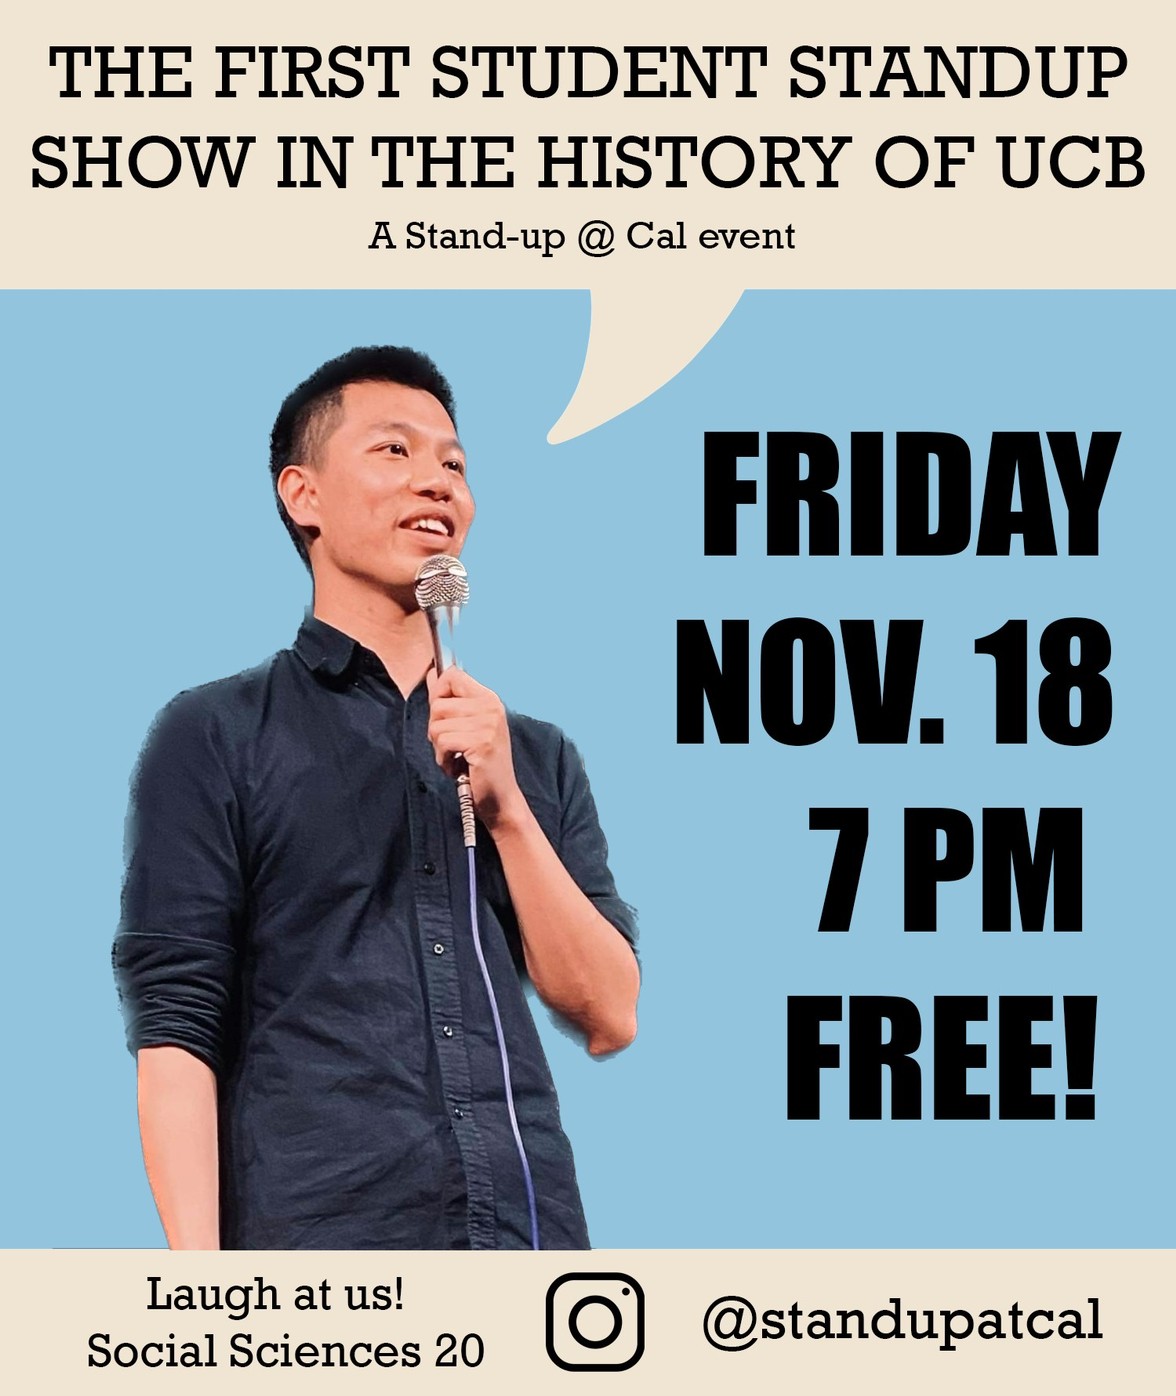 THE FIRST STUDENT STANDUP
SHOW IN THE HISTORY OF UCB
A Stand-up @ Cal event
FRIDAY
NOV. 18
7 PM
FREE!
Laugh at us!
Social Sciences 20
@standupatcal